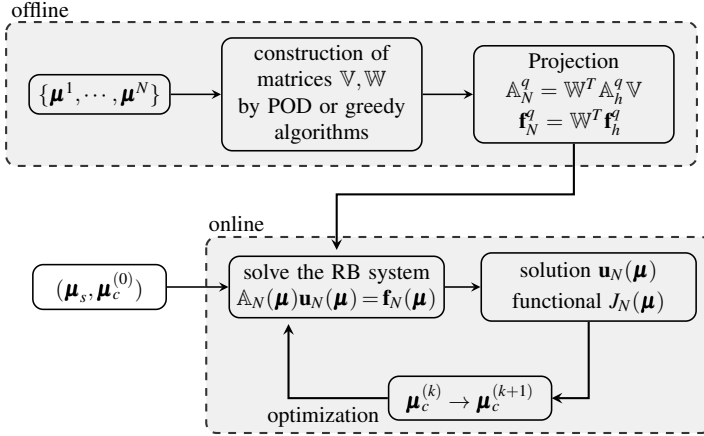 offline
{μ¹, ⋯, μᴺ}
construction of
matrices 𝕍, 𝕎
by POD or greedy
algorithms
Projection
𝔸_N^q = 𝕎^T 𝔸_h^q 𝕍
f_N^q = 𝕎^T f_h^q
online
(μ_s, μ_c^(0))
solve the RB system
𝔸_N(μ)u_N(μ) = f_N(μ)
solution u_N(μ)
functional J_N(μ)
μ_c^(k) → μ_c^(k+1)
optimization